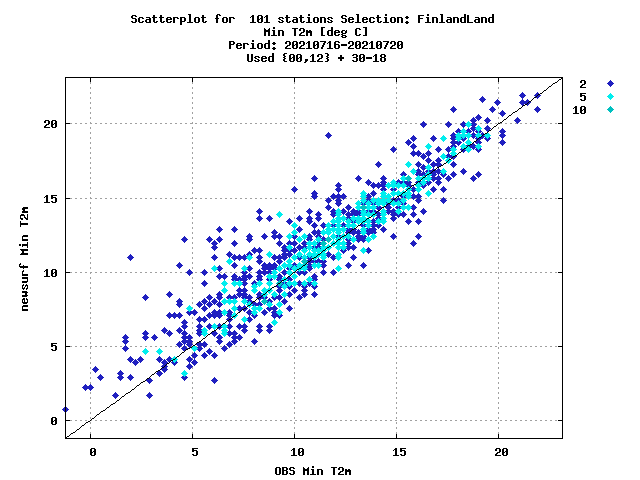 Scatterplot for  101 stations Selection: FinlandLand
Min T2m [deg C]
Period: 20210716-20210720
Used {00,12} + 30-18
2
5
10
20
15
10
5
0
newsurf Min T2m
0 5 10 15 20
OBS Min T2m